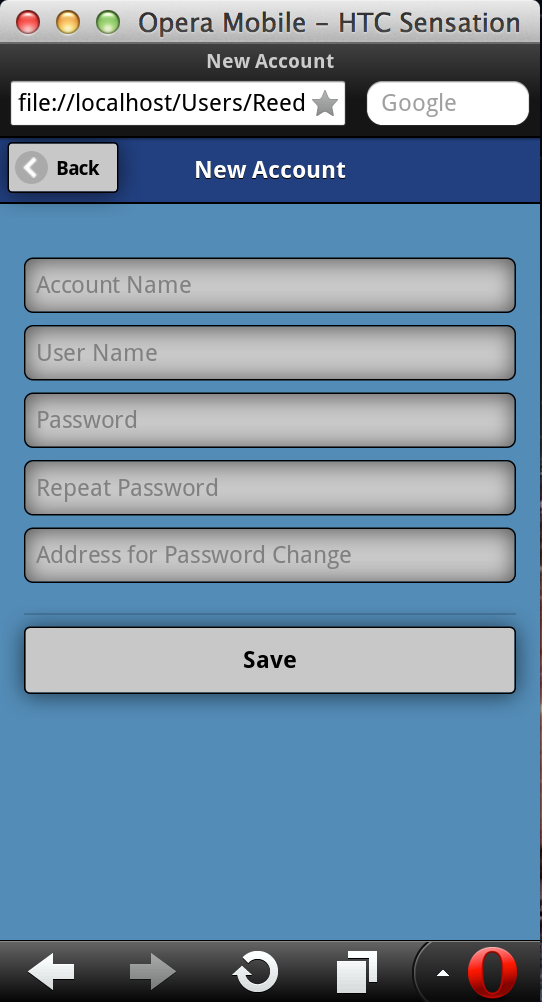 Opera Mobile – HTC Sensation
New Account
file://localhost/Users/Reed
Google
Back
New Account
Account Name
User Name
Password
Repeat Password
Address for Password Change
Save